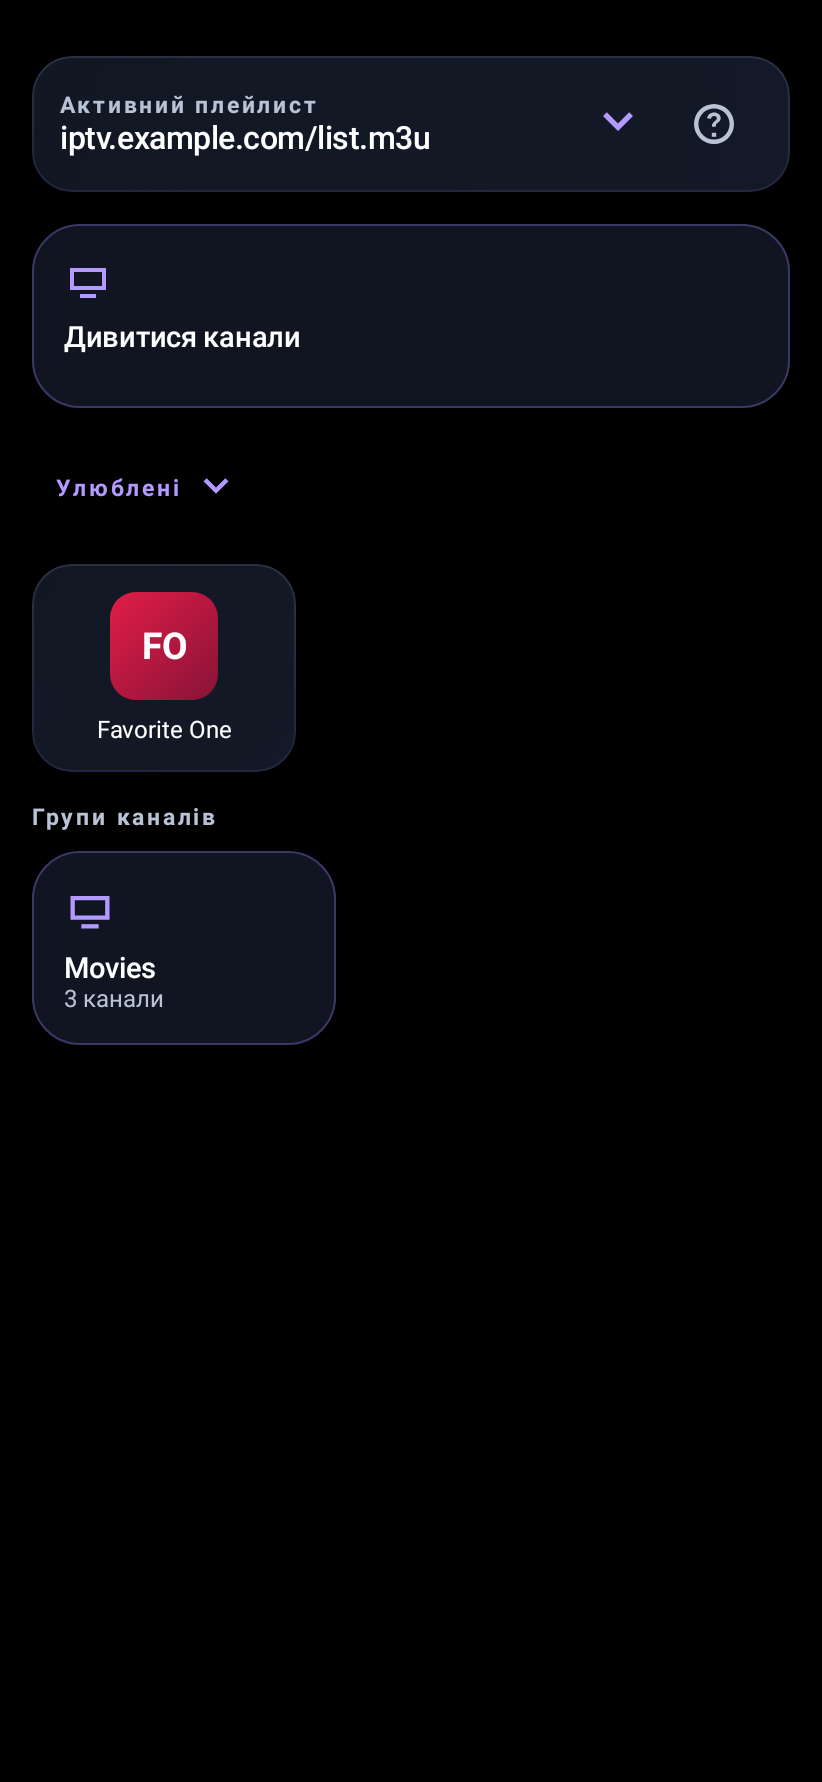 Активний плейлист
iptv.example.com/list.m3u
Дивитися канали
Улюблені
FO
Favorite One
Групи каналів
Movies
3 канали